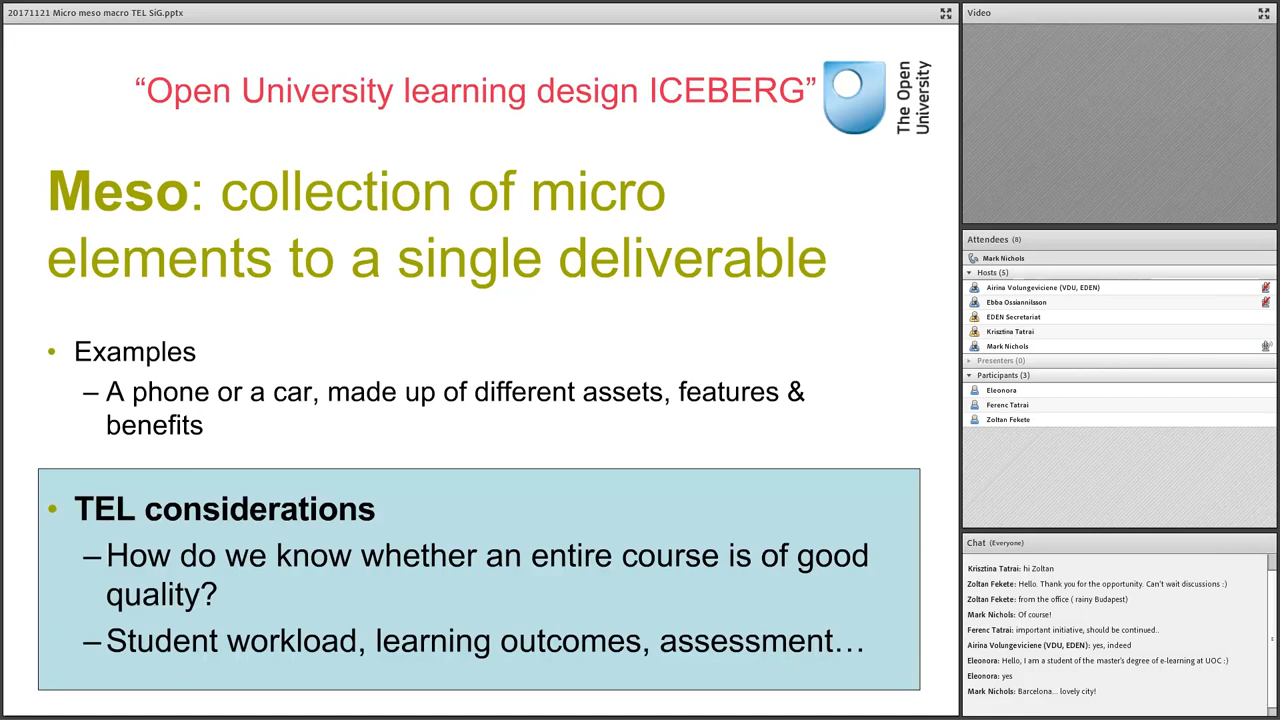 20171121 Micro meso macro TEL SiG.pptx
“Open University learning design ICEBERG”
The Open
University
Meso: collection of micro
elements to a single deliverable
• Examples
– A phone or a car, made up of different assets, features &
benefits
• TEL considerations
– How do we know whether an entire course is of good
quality?
– Student workload, learning outcomes, assessment…
Video
Attendees (8)
Mark Nichols
Hosts (5)
Airina Volungeviciene (VDU, EDEN)
Ebba Ossiannilsson
EDEN Secretariat
Krisztina Tatrai
Mark Nichols
Presenters (0)
Participants (3)
Eleonora
Ferenc Tatrai
Zoltan Fekete
Chat (Everyone)
Krisztina Tatrai: hi Zoltan
Zoltan Fekete: Hello. Thank you for the opportunity. Can't wait discussions :)
Zoltan Fekete: from the office ( rainy Budapest)
Mark Nichols: Of course!
Ferenc Tatrai: important initiative, should be continued..
Airina Volungeviciene (VDU, EDEN): yes, indeed
Eleonora: Hello, I am a student of the master's degree of e-learning at UOC :)
Eleonora: yes
Mark Nichols: Barcelona... lovely city!